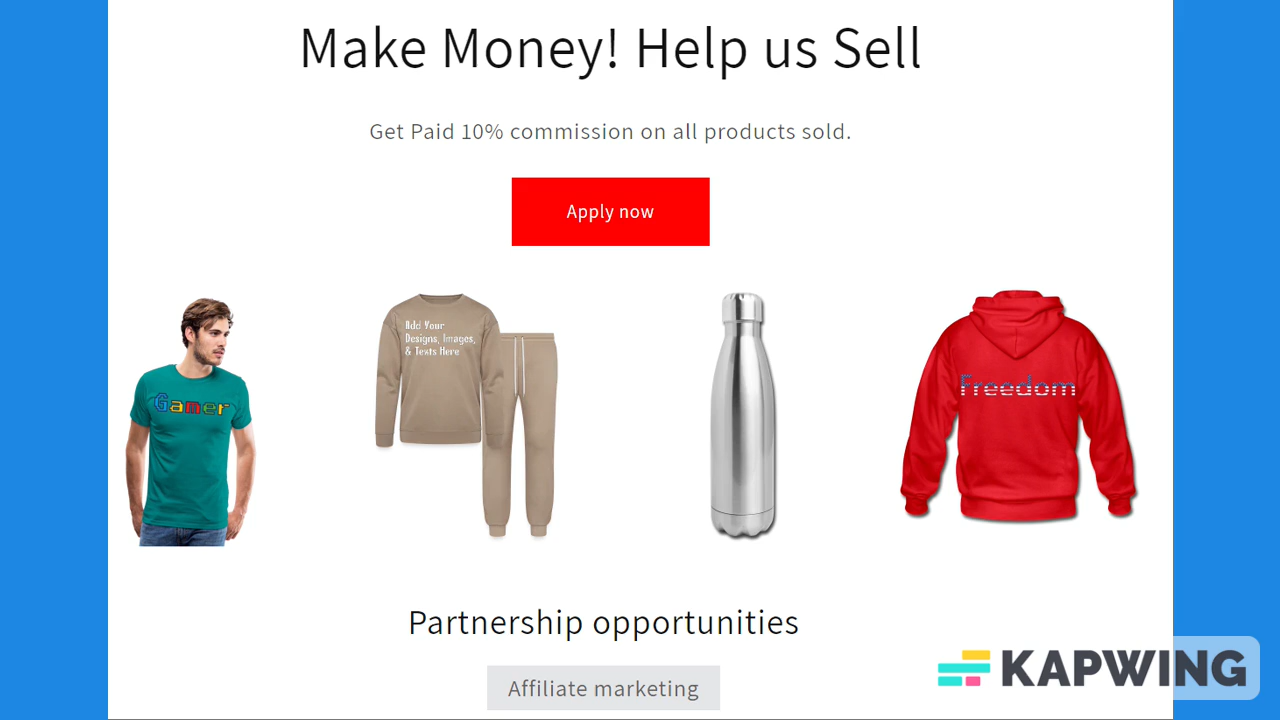 Make Money! Help us Sell
Get Paid 10% commission on all products sold.
Apply now
Gamer
Add Your
Designs, Images,
& Texts Here
Freedom
Partnership opportunities
Affiliate marketing
KAPWING